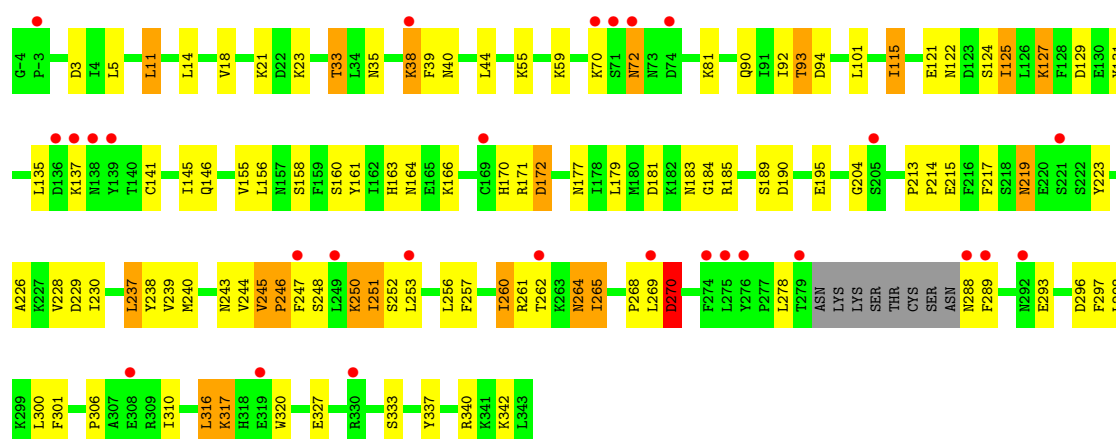 G-4 P-3 D3 I4 L5 L11 L14 V18 K21 D22 K23 T33 L34 N35 K38 F39 N40 L44 K55 K59 K70 S71 N72 N73 D74 K81 Q90 I91 I92 T93 D94 L101 I115 E121 N122 D123 S124 I125 L126 K127 F128 D129 E130
L135 D136 K137 N138 Y139 T140 C141 I145 Q146 V155 L156 N157 S158 F159 S160 Y161 I162 H163 N164 E165 K166 C169 H170 R171 D172 N177 I178 L179 M180 D181 K182 N183 G184 R185 S189 D190 E195 G204 S205 P213 P214 E215 F216 F217 S218 N219 E220 S221 S222 Y223
A226 K227 V228 D229 I230 L237 Y238 V239 M240 N243 V244 V245 P246 F247 S248 L249 K250 I251 S252 L253 L256 F257 I260 R261 T262 K263 N264 I265 P268 L269 D270 F274 L275 Y276 P277 L278 T279 ASN LYS LYS SER THR CYS SER ASN N288 F289 N292 E293 D296 F297
K299 L300 F301 P306 A307 E308 R309 I310 L316 K317 H318 E319 W320 E327 R330 S333 Y337 R340 K341 K342 L343